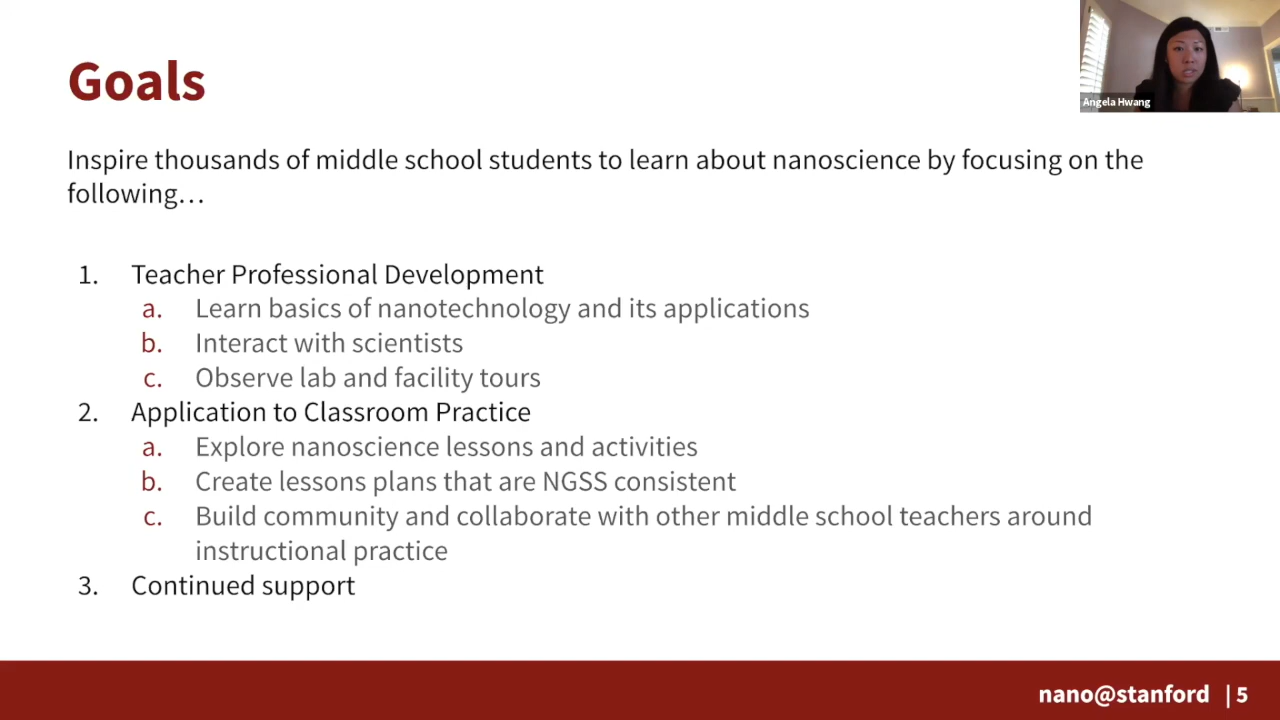 Goals
Angela Hwang
Inspire thousands of middle school students to learn about nanoscience by focusing on the
following…
1. Teacher Professional Development
a. Learn basics of nanotechnology and its applications
b. Interact with scientists
c. Observe lab and facility tours
2. Application to Classroom Practice
a. Explore nanoscience lessons and activities
b. Create lessons plans that are NGSS consistent
c. Build community and collaborate with other middle school teachers around
instructional practice
3. Continued support
nano@stanford | 5